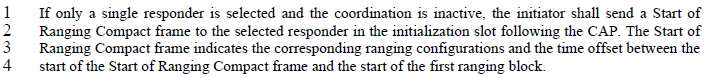 1 If only a single responder is selected and the coordination is inactive, the initiator shall send a Start of
2 Ranging Compact frame to the selected responder in the initialization slot following the CAP. The Start of
3 Ranging Compact frame indicates the corresponding ranging configurations and the time offset between the
4 start of the Start of Ranging Compact frame and the start of the first ranging block.